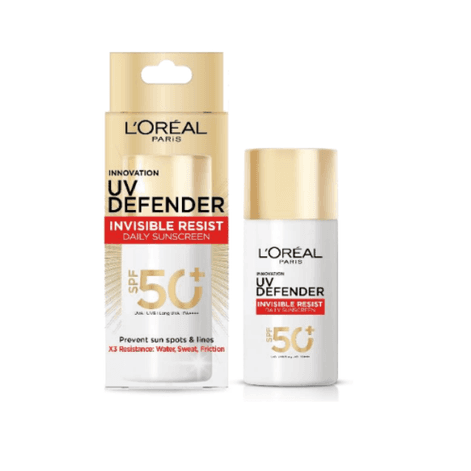 L'ORÉAL
PARIS
INNOVATION
UV
DEFENDER
INVISIBLE RESIST
DAILY SUNSCREEN
SPF 50+
Prevent sun spots & lines
X3 Resistance: Water, Sweat, Friction
L'ORÉAL
PARIS
INNOVATION
UV
DEFENDER
INVISIBLE RESIST
DAILY SUNSCREEN
SPF 50+